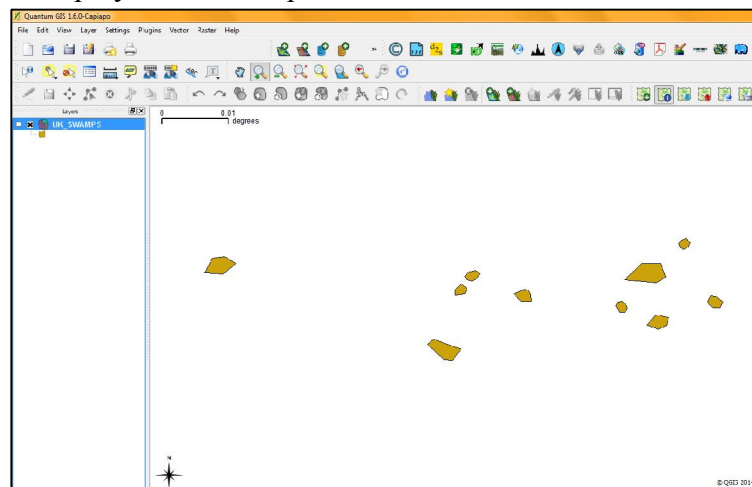 Quantum GIS 1.6.0-Capiapo
File Edit View Layer Settings Plugins Vector Raster Help
Layers
UK_SWAMPS
0 0.01
degrees
N
© QGIS 201